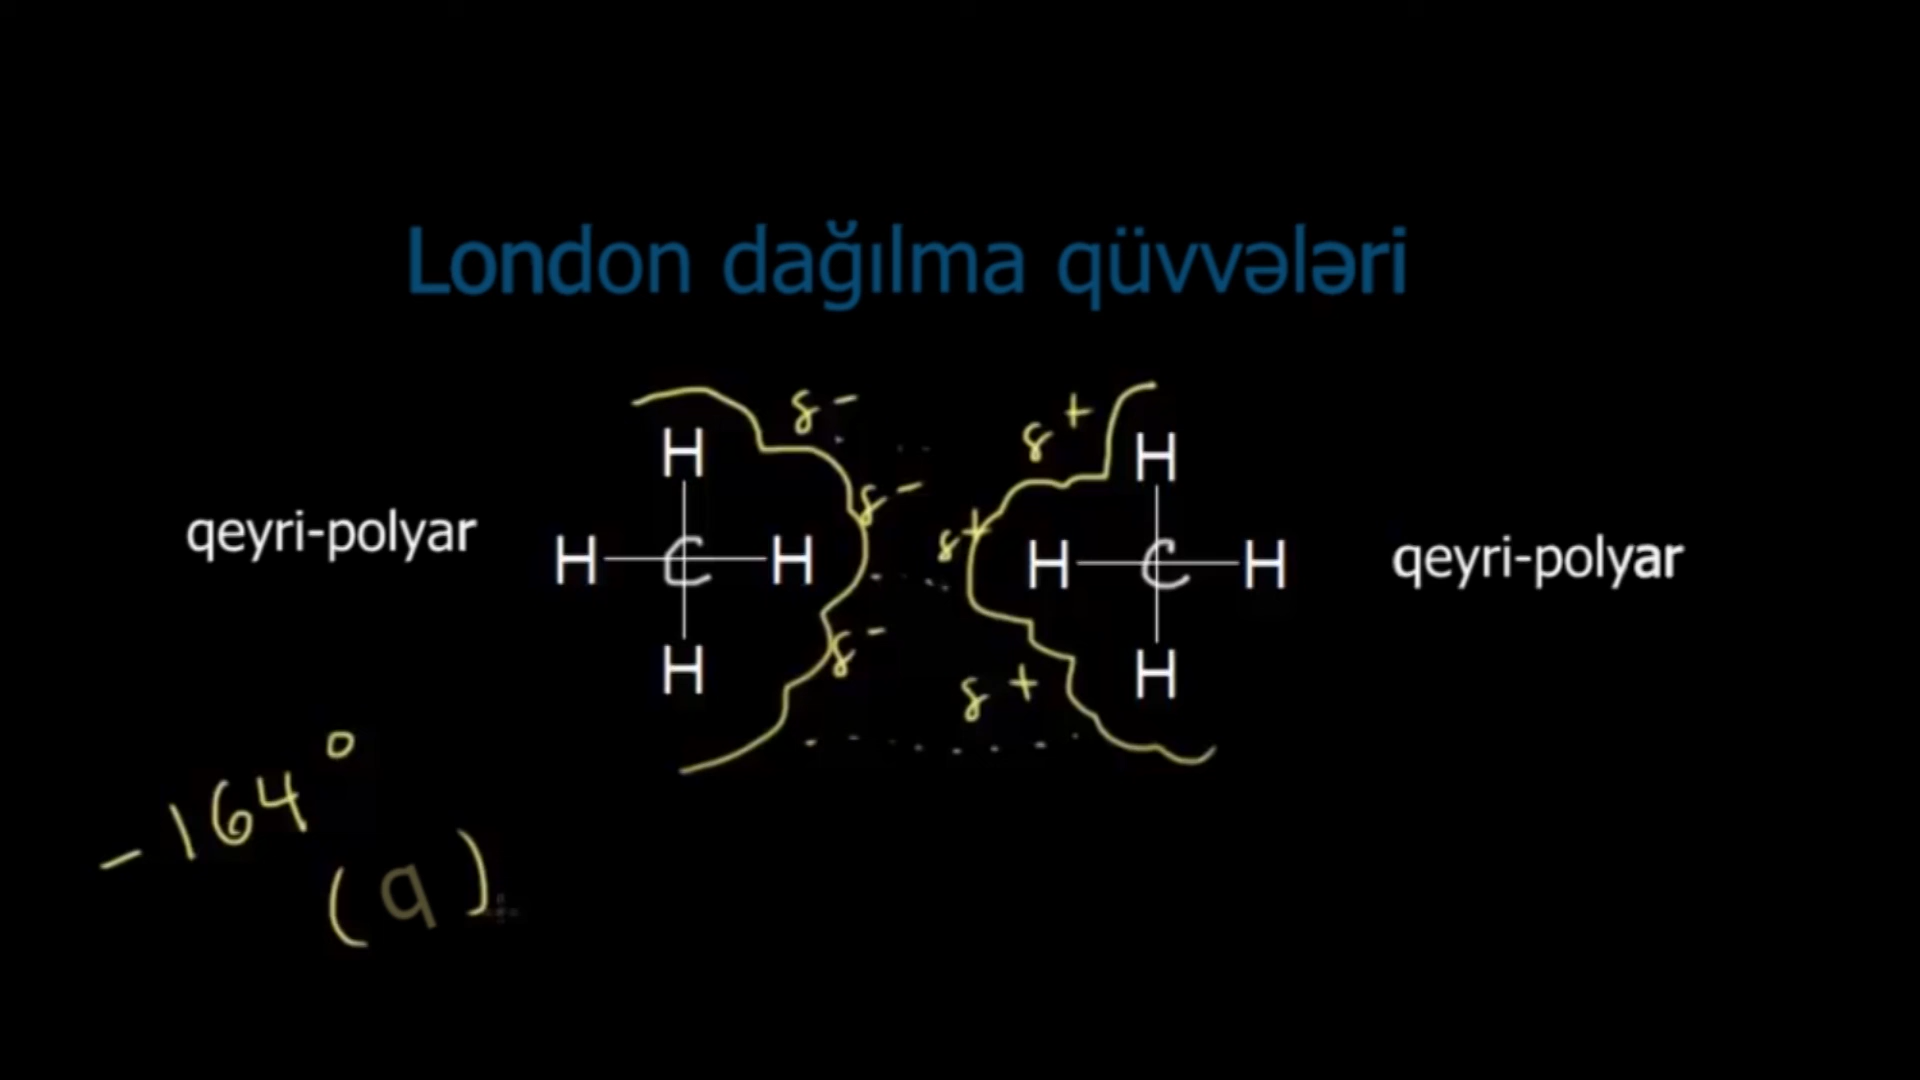 London dağılma qüvvələri
δ- δ+
H H
δ- δ+
qeyri-polyar H C H H C H qeyri-polyar
δ- δ+
H H
-164°
(q)